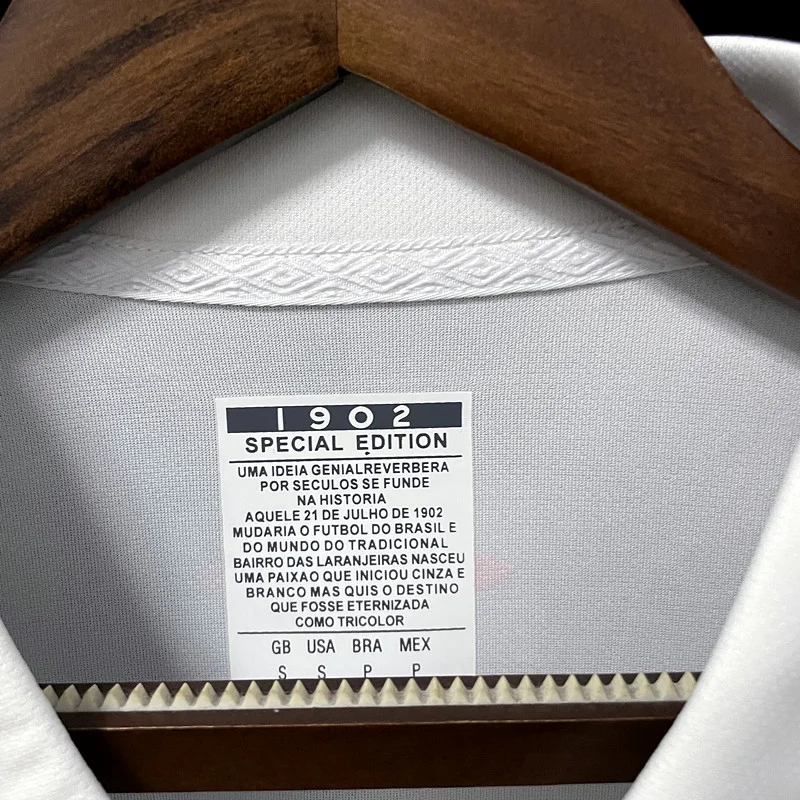 1902
SPECIAL EDITION
UMA IDEIA GENIALREVERBERA
POR SECULOS SE FUNDE
NA HISTORIA
AQUELE 21 DE JULHO DE 1902
MUDARIA O FUTBOL DO BRASIL E
DO MUNDO DO TRADICIONAL
BAIRRO DAS LARANJEIRAS NASCEU
UMA PAIXAO QUE INICIOU CINZA E
BRANCO MAS QUIS O DESTINO
QUE FOSSE ETERNIZADA
COMO TRICOLOR
GB USA BRA MEX
S S P P